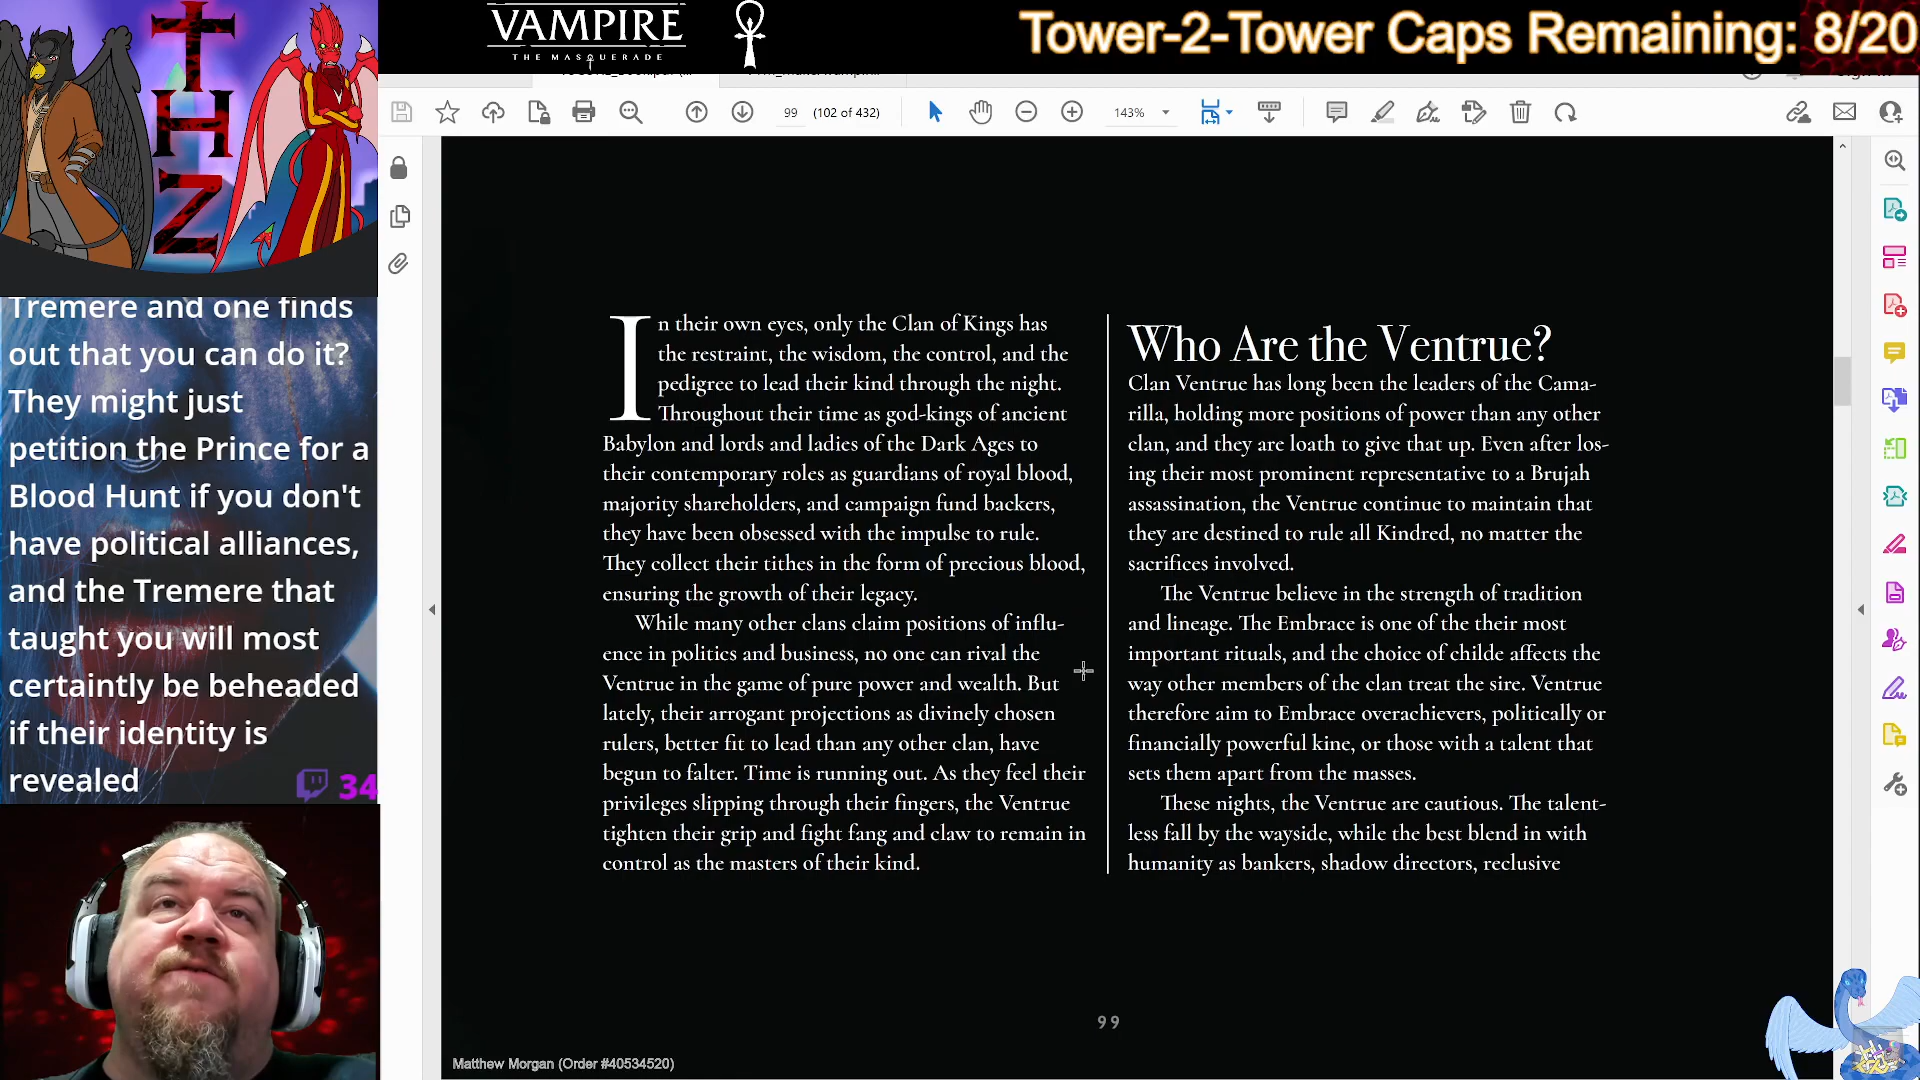 THZ
VAMPIRE
THE MASQUERADE
Tower-2-Tower Caps Remaining: 8/20
99 (102 of 432)
143%
Tremere and one finds
out that you can do it?
They might just
petition the Prince for a
Blood Hunt if you don't
have political alliances,
and the Tremere that
taught you will most
certaintly be beheaded
if their identity is
revealed
34
In their own eyes, only the Clan of Kings has
the restraint, the wisdom, the control, and the
pedigree to lead their kind through the night.
Throughout their time as god-kings of ancient
Babylon and lords and ladies of the Dark Ages to
their contemporary roles as guardians of royal blood,
majority shareholders, and campaign fund backers,
they have been obsessed with the impulse to rule.
They collect their tithes in the form of precious blood,
ensuring the growth of their legacy.
While many other clans claim positions of influ-
ence in politics and business, no one can rival the
Ventrue in the game of pure power and wealth. But
lately, their arrogant projections as divinely chosen
rulers, better fit to lead than any other clan, have
begun to falter. Time is running out. As they feel their
privileges slipping through their fingers, the Ventrue
tighten their grip and fight fang and claw to remain in
control as the masters of their kind.
Who Are the Ventrue?
Clan Ventrue has long been the leaders of the Cama-
rilla, holding more positions of power than any other
clan, and they are loath to give that up. Even after los-
ing their most prominent representative to a Brujah
assassination, the Ventrue continue to maintain that
they are destined to rule all Kindred, no matter the
sacrifices involved.
The Ventrue believe in the strength of tradition
and lineage. The Embrace is one of the their most
important rituals, and the choice of childe affects the
way other members of the clan treat the sire. Ventrue
therefore aim to Embrace overachievers, politically or
financially powerful kine, or those with a talent that
sets them apart from the masses.
These nights, the Ventrue are cautious. The talent-
less fall by the wayside, while the best blend in with
humanity as bankers, shadow directors, reclusive
99
Matthew Morgan (Order #40534520)